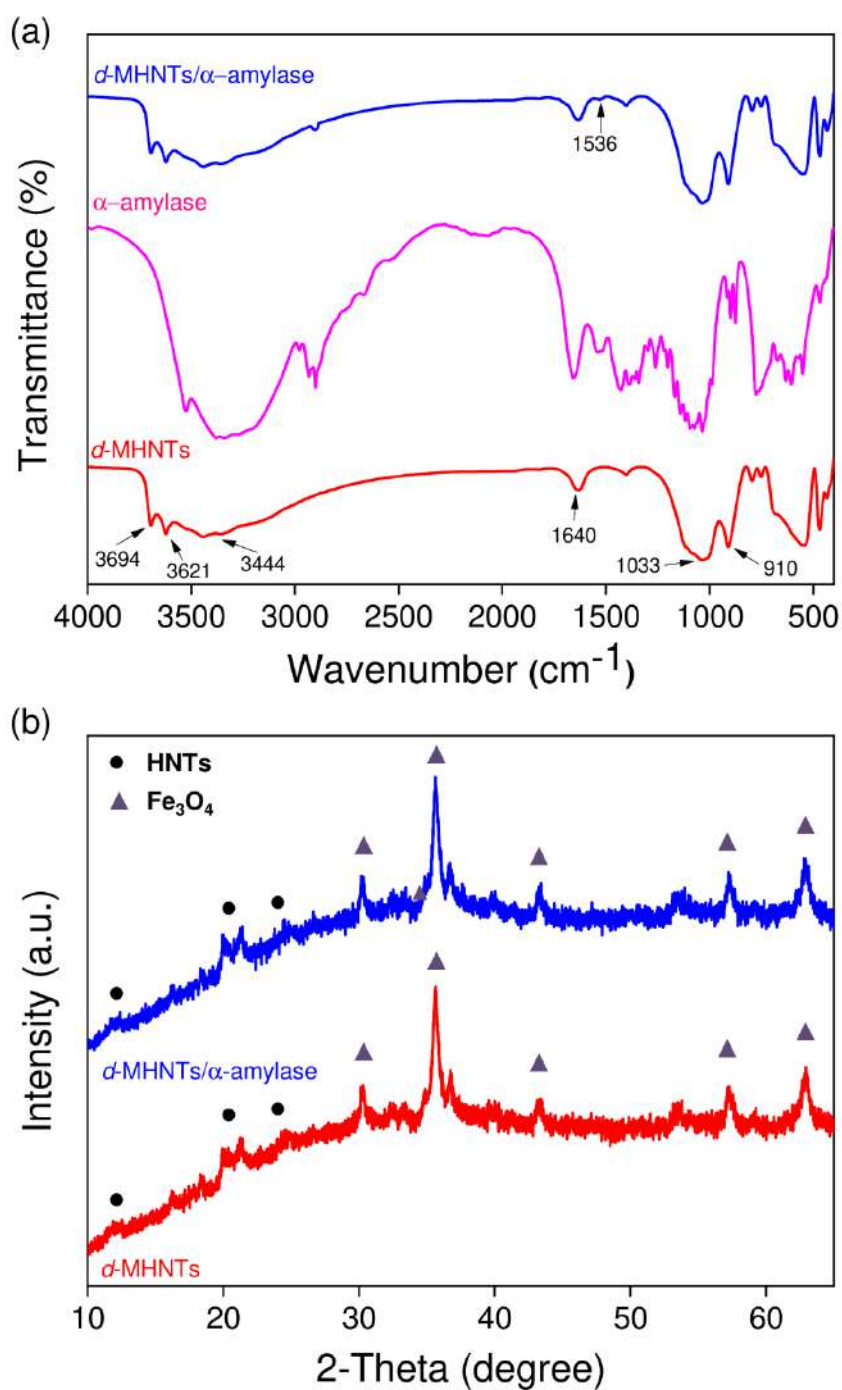 (a)
d-MHNTs/α–amylase
1536
α–amylase
d-MHNTs
3694
3621
3444
1640
1033
910
Transmittance (%)
4000 3500 3000 2500 2000 1500 1000 500
Wavenumber (cm⁻¹)
(b)
HNTs
Fe₃O₄
d-MHNTs/α-amylase
d-MHNTs
Intensity (a.u.)
10 20 30 40 50 60
2-Theta (degree)